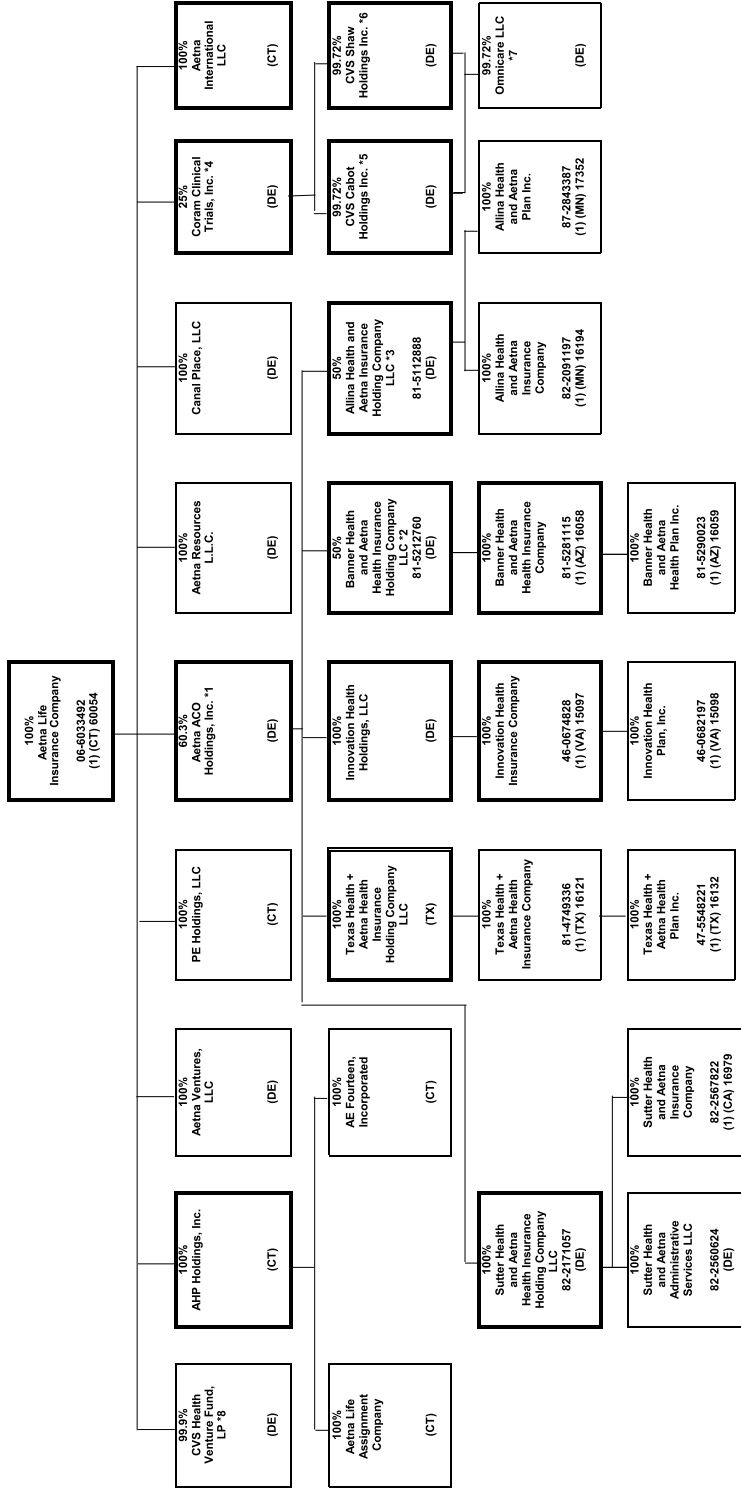 100%
Aetna Life
Insurance Company
06-6033492
(1) (CT) 60054
99.9%
CVS Health
Venture Fund,
LP *8
(DE)
100%
AHP Holdings, Inc.
(CT)
100%
Aetna Ventures,
LLC
(DE)
100%
PE Holdings, LLC
(CT)
60.3%
Aetna ACO
Holdings, Inc. *1
(DE)
100%
Aetna Resources
L.L.C.
(DE)
100%
Canal Place, LLC
(DE)
25%
Coram Clinical
Trials, Inc. *4
(DE)
100%
Aetna
International
LLC
(CT)
100%
Aetna Life
Assignment
Company
(CT)
100%
AE Fourteen,
Incorporated
(CT)
100%
Texas Health +
Aetna Health
Insurance
Holding Company
LLC
(TX)
100%
Innovation Health
Holdings, LLC
(DE)
50%
Banner Health
and Aetna
Health Insurance
Holding Company
LLC *2
81-5212760
(DE)
50%
Allina Health and
Aetna Insurance
Holding Company
LLC *3
81-5112888
(DE)
99.72%
CVS Cabot
Holdings Inc. *5
(DE)
99.72%
CVS Shaw
Holdings Inc. *6
(DE)
100%
Sutter Health
and Aetna
Health Insurance
Holding Company
LLC
82-2171057
(DE)
100%
Texas Health +
Aetna Health
Insurance Company
81-4749336
(1) (TX) 16121
100%
Innovation Health
Insurance Company
46-0674828
(1) (VA) 15097
100%
Banner Health
and Aetna
Health Insurance
Company
81-5281115
(1) (AZ) 16058
100%
Allina Health
and Aetna
Insurance
Company
82-2091197
(1) (MN) 16194
100%
Allina Health
and Aetna
Plan Inc.
87-2843387
(1) (MN) 17352
99.72%
Omnicare LLC
*7
(DE)
100%
Sutter Health
and Aetna
Administrative
Services LLC
82-2560624
(DE)
100%
Sutter Health
and Aetna
Insurance
Company
82-2567822
(1) (CA) 16979
100%
Texas Health +
Aetna Health
Plan Inc.
47-5548221
(1) (TX) 16132
100%
Innovation Health
Plan, Inc.
46-0682197
(1) (VA) 15098
100%
Banner Health
and Aetna
Health Plan Inc.
81-5290023
(1) (AZ) 16059